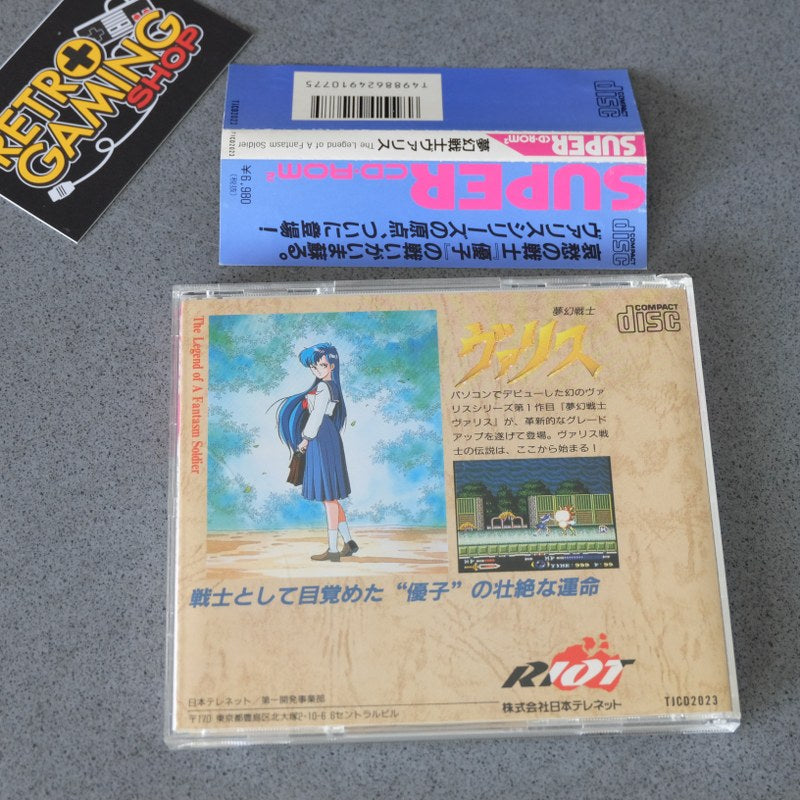 RETRO
GAMING
SHOP
T4988624910775
COMPACT
disC
TJCD2023
TJCD2023
The Legend of A Fantasm Soldier
夢幻戦士ヴァリス
SUPER
CD-ROM²
¥6,980
(税抜)
SUPER
CD-ROM²
COMPACT
disC
哀愁の戦士『優子』の戦いがいま蘇る。
ヴァリスシリーズの原点、ついに登場!
The Legend of A Fantasm Soldier
夢幻戦士
ヴァリス
COMPACT
disC
パソコンでデビューした幻のヴァ
リスシリーズ第1作目『夢幻戦士
ヴァリス』が、革新的なグレード
アップを遂げて登場。ヴァリス戦
士の伝説は、ここから始まる!
TIME:999
99
戦士として目覚めた“優子”の壮絶な運命
RIOT
株式会社日本テレネット
日本テレネット/第一開発事業部
〒170 東京都豊島区北大塚2-10-6 6セントラルビル
TJCD2023